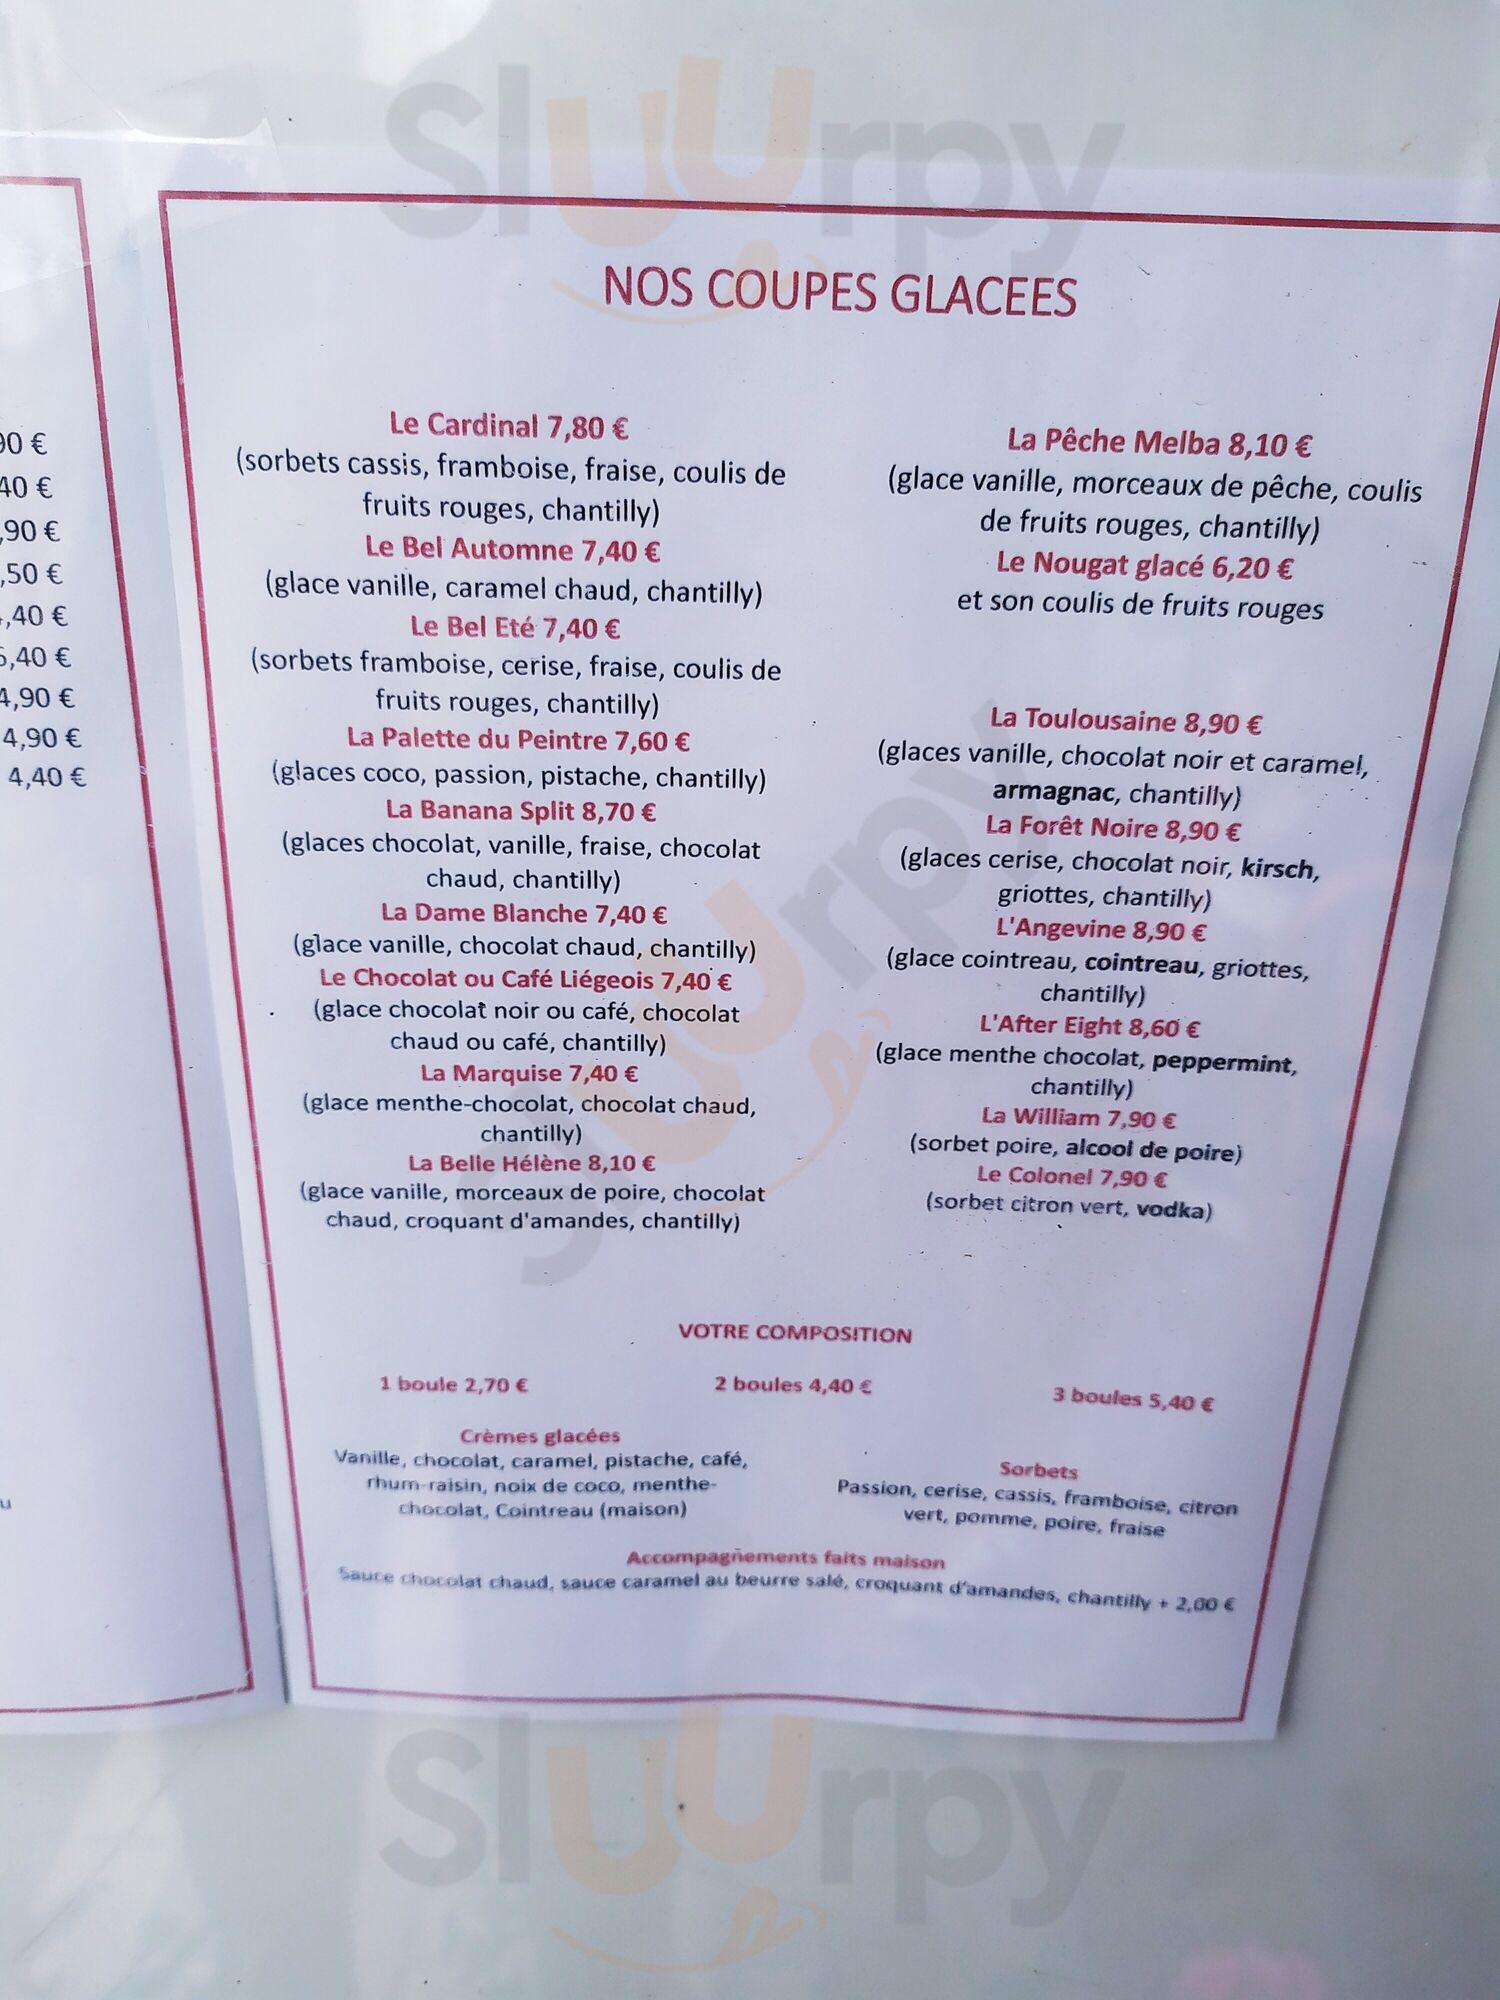 Sluurpy
NOS COUPES GLACEES
Le Cardinal 7,80 €
(sorbets cassis, framboise, fraise, coulis de
fruits rouges, chantilly)
Le Bel Automne 7,40 €
(glace vanille, caramel chaud, chantilly)
Le Bel Eté 7,40 €
(sorbets framboise, cerise, fraise, coulis de
fruits rouges, chantilly)
La Palette du Peintre 7,60 €
(glaces coco, passion, pistache, chantilly)
La Banana Split 8,70 €
(glaces chocolat, vanille, fraise, chocolat
chaud, chantilly)
La Dame Blanche 7,40 €
(glace vanille, chocolat chaud, chantilly)
Le Chocolat ou Café Liégeois 7,40 €
(glace chocolat noir ou café, chocolat
chaud ou café, chantilly)
La Marquise 7,40 €
(glace menthe-chocolat, chocolat chaud,
chantilly)
La Belle Hélène 8,10 €
(glace vanille, morceaux de poire, chocolat
chaud, croquant d'amandes, chantilly)
La Pêche Melba 8,10 €
(glace vanille, morceaux de pêche, coulis
de fruits rouges, chantilly)
Le Nougat glacé 6,20 €
et son coulis de fruits rouges
La Toulousaine 8,90 €
(glaces vanille, chocolat noir et caramel,
armagnac, chantilly)
La Forêt Noire 8,90 €
(glaces cerise, chocolat noir, kirsch,
griottes, chantilly)
L'Angevine 8,90 €
(glace cointreau, cointreau, griottes,
chantilly)
L'After Eight 8,60 €
(glace menthe chocolat, peppermint,
chantilly)
La William 7,90 €
(sorbet poire, alcool de poire)
Le Colonel 7,90 €
(sorbet citron vert, vodka)
VOTRE COMPOSITION
1 boule 2,70 €
2 boules 4,40 €
3 boules 5,40 €
Crèmes glacées
Vanille, chocolat, caramel, pistache, café,
rhum-raisin, noix de coco, menthe-
chocolat, Cointreau (maison)
Sorbets
Passion, cerise, cassis, framboise, citron
vert, pomme, poire, fraise
Accompagnements faits maison
Sauce chocolat chaud, sauce caramel au beurre salé, croquant d'amandes, chantilly + 2,00 €
90 €
40 €
,90 €
,50 €
,40 €
6,40 €
4,90 €
4,90 €
4,40 €
u
Sluurpy
Sluurpy